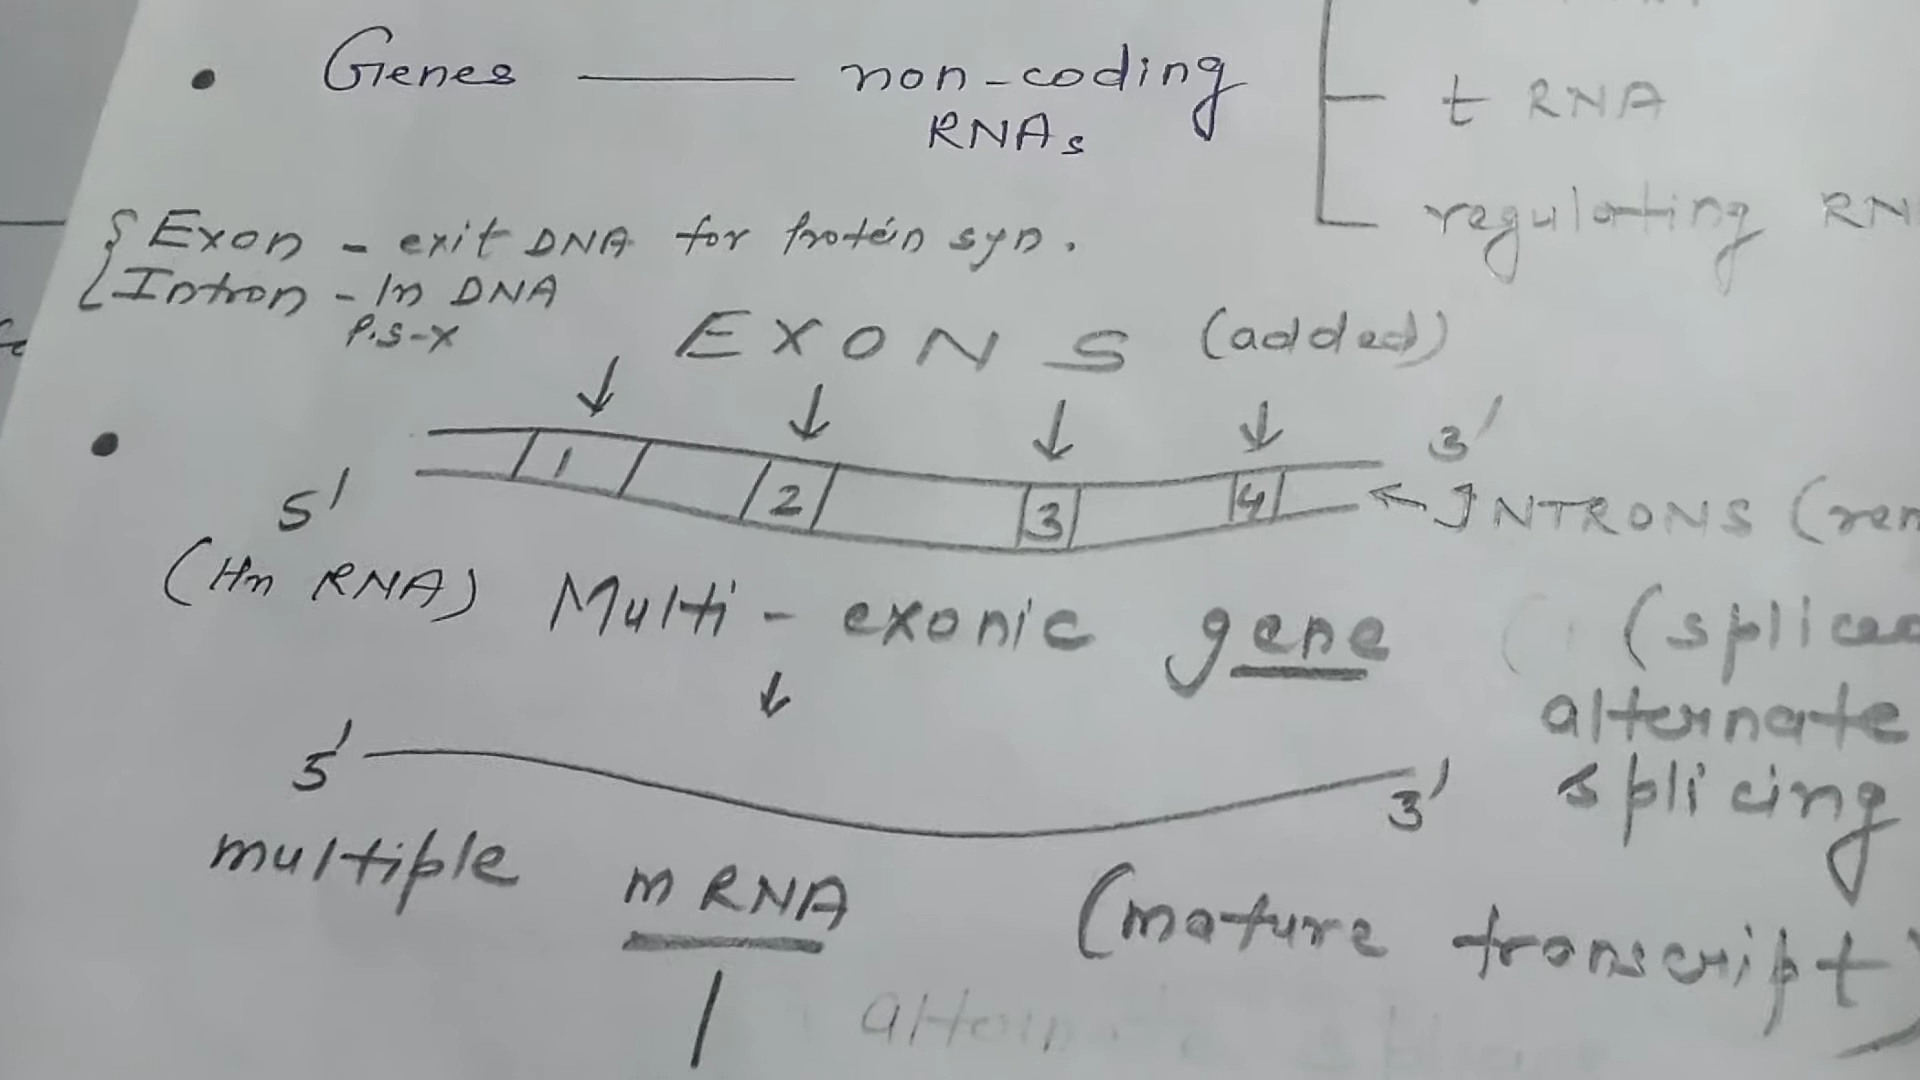 • Genes — non-coding
RNAs
t RNA
regulating RN
Exon - exit DNA for protein syn.
Intron - In DNA
P.S-X
EXONS (added)
• 5' 1 2 3 4 3'
← INTRONS (rem
(Hn RNA) Multi-exonic gene (spliced
↓ alternate
5' 3' splicing
multiple mRNA (mature transcript)